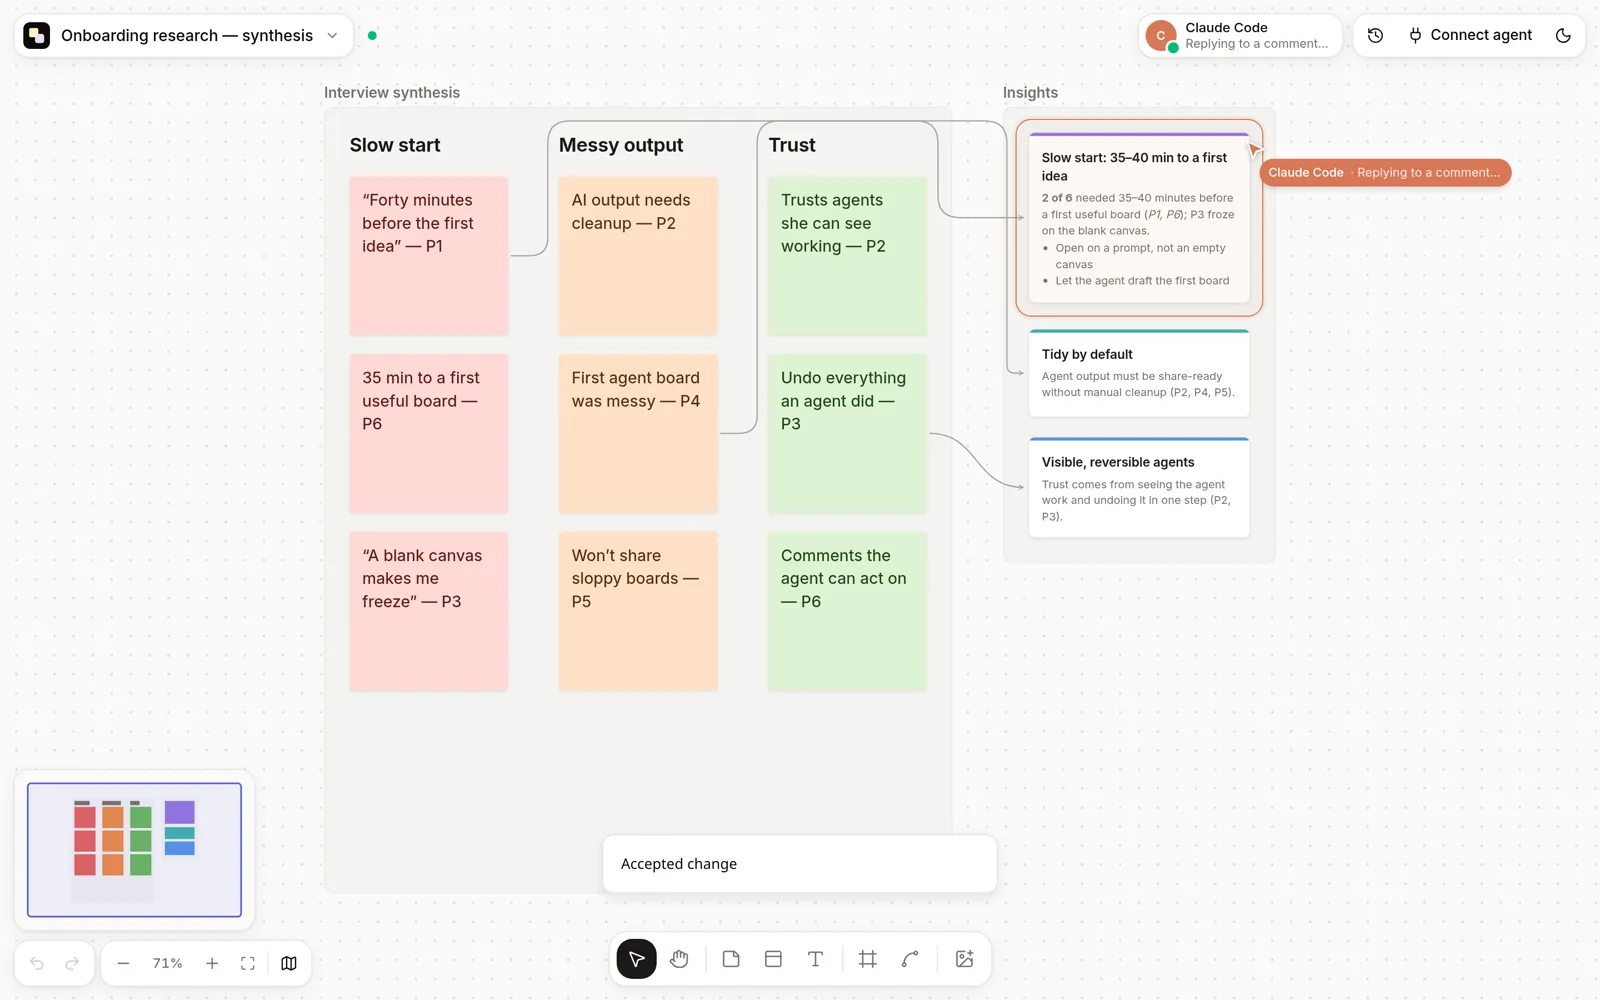 Onboarding research — synthesis
C
Claude Code
Replying to a comment...
Connect agent
Interview synthesis
Insights
Slow start
Messy output
Trust
“Forty minutes
before the first
idea” — P1
AI output needs
cleanup — P2
Trusts agents
she can see
working — P2
35 min to a first
useful board —
P6
First agent board
was messy — P4
Undo everything
an agent did —
P3
“A blank canvas
makes me
freeze” — P3
Won’t share
sloppy boards —
P5
Comments the
agent can act on
— P6
Slow start: 35–40 min to a first
idea
2 of 6 needed 35–40 minutes before
a first useful board (P1, P6); P3 froze
on the blank canvas.
• Open on a prompt, not an empty
canvas
• Let the agent draft the first board
Claude Code · Replying to a comment...
Tidy by default
Agent output must be share-ready
without manual cleanup (P2, P4, P5).
Visible, reversible agents
Trust comes from seeing the agent
work and undoing it in one step (P2,
P3).
Accepted change
71%